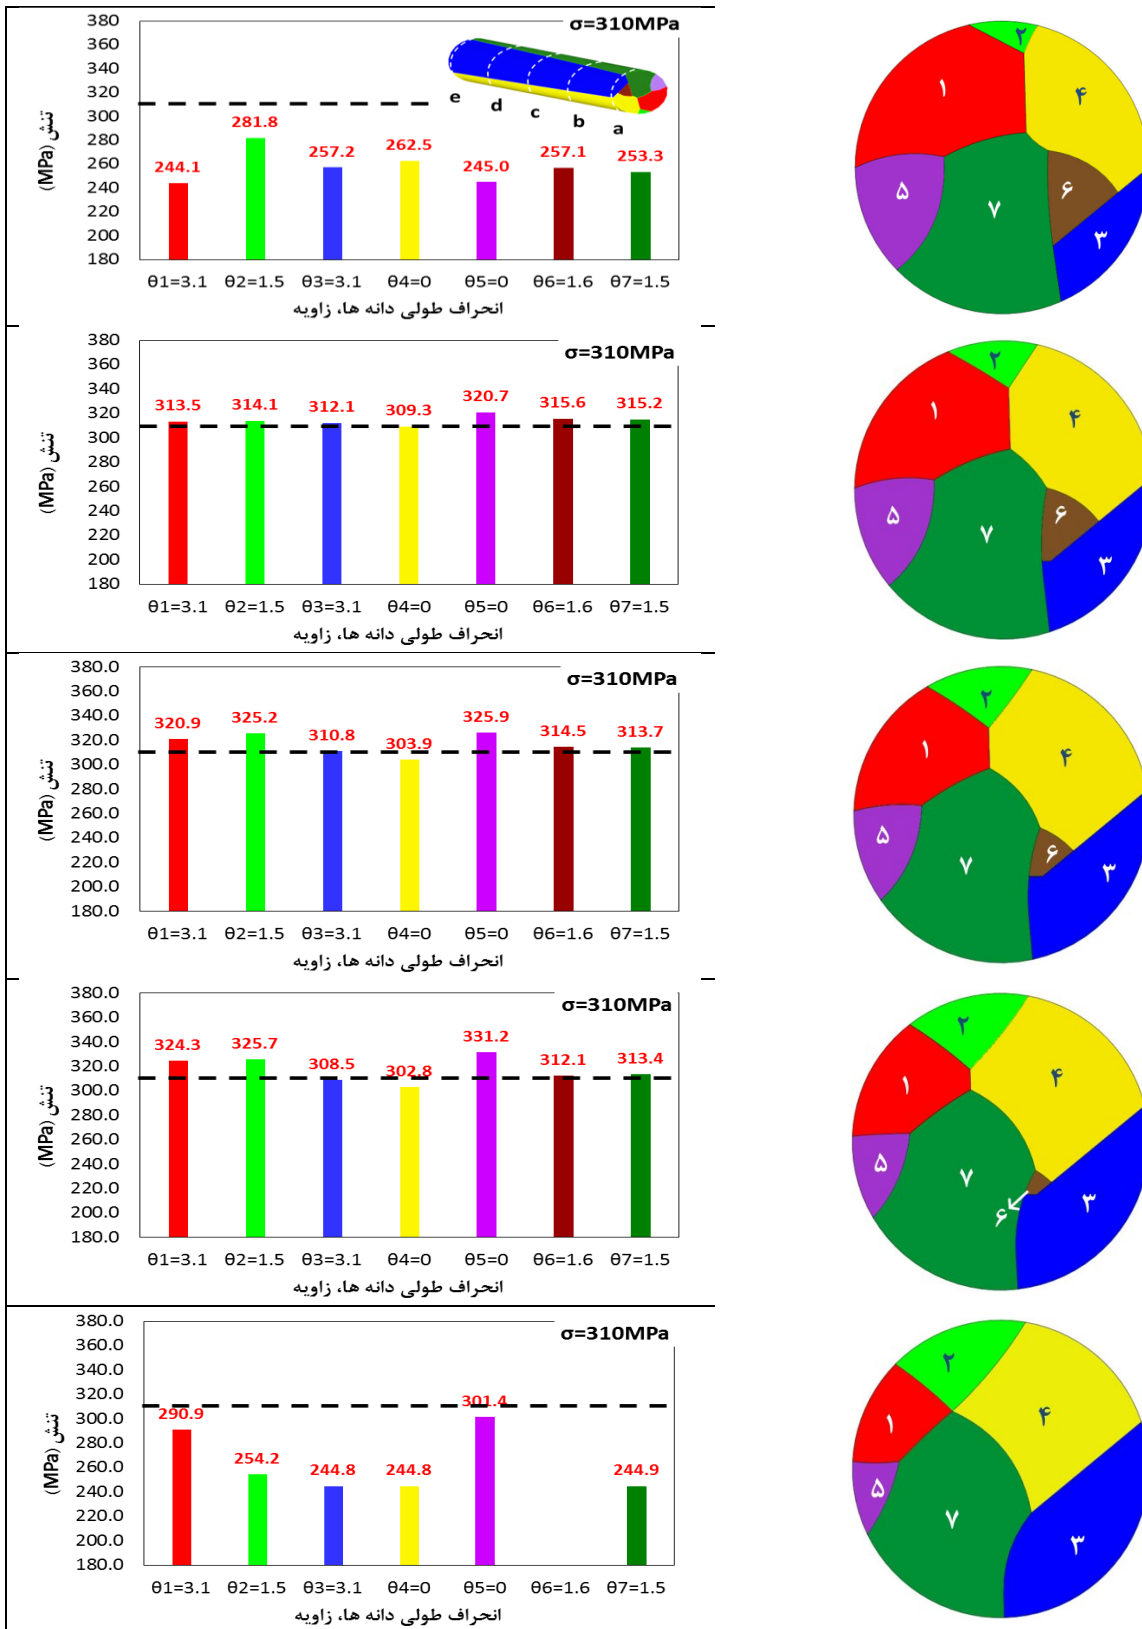 380
360
340
320
300
280
260
240
220
200
180
تنش (MPa)
σ=310MPa
e d c b a
244.1 281.8 257.2 262.5 245.0 257.1 253.3
θ1=3.1 θ2=1.5 θ3=3.1 θ4=0 θ5=0 θ6=1.6 θ7=1.5
انحراف طولی دانه ها، زاویه
۱ ۲ ۴ ۵ ۷ ۶ ۳
380
360
340
320
300
280
260
240
220
200
180
تنش (MPa)
σ=310MPa
313.5 314.1 312.1 309.3 320.7 315.6 315.2
θ1=3.1 θ2=1.5 θ3=3.1 θ4=0 θ5=0 θ6=1.6 θ7=1.5
انحراف طولی دانه ها، زاویه
۱ ۲ ۴ ۵ ۷ ۶ ۳
380.0
360.0
340.0
320.0
300.0
280.0
260.0
240.0
220.0
200.0
180.0
تنش (MPa)
σ=310MPa
320.9 325.2 310.8 303.9 325.9 314.5 313.7
θ1=3.1 θ2=1.5 θ3=3.1 θ4=0 θ5=0 θ6=1.6 θ7=1.5
انحراف طولی دانه ها، زاویه
۱ ۲ ۴ ۵ ۷ ۶ ۳
380.0
360.0
340.0
320.0
300.0
280.0
260.0
240.0
220.0
200.0
180.0
تنش (MPa)
σ=310MPa
324.3 325.7 308.5 302.8 331.2 312.1 313.4
θ1=3.1 θ2=1.5 θ3=3.1 θ4=0 θ5=0 θ6=1.6 θ7=1.5
انحراف طولی دانه ها، زاویه
۱ ۲ ۴ ۵ ۷ ۶ ۳
380.0
360.0
340.0
320.0
300.0
280.0
260.0
240.0
220.0
200.0
180.0
تنش (MPa)
σ=310MPa
290.9 254.2 244.8 244.8 301.4 244.9
θ1=3.1 θ2=1.5 θ3=3.1 θ4=0 θ5=0 θ6=1.6 θ7=1.5
انحراف طولی دانه ها، زاویه
۱ ۲ ۴ ۵ ۷ ۳